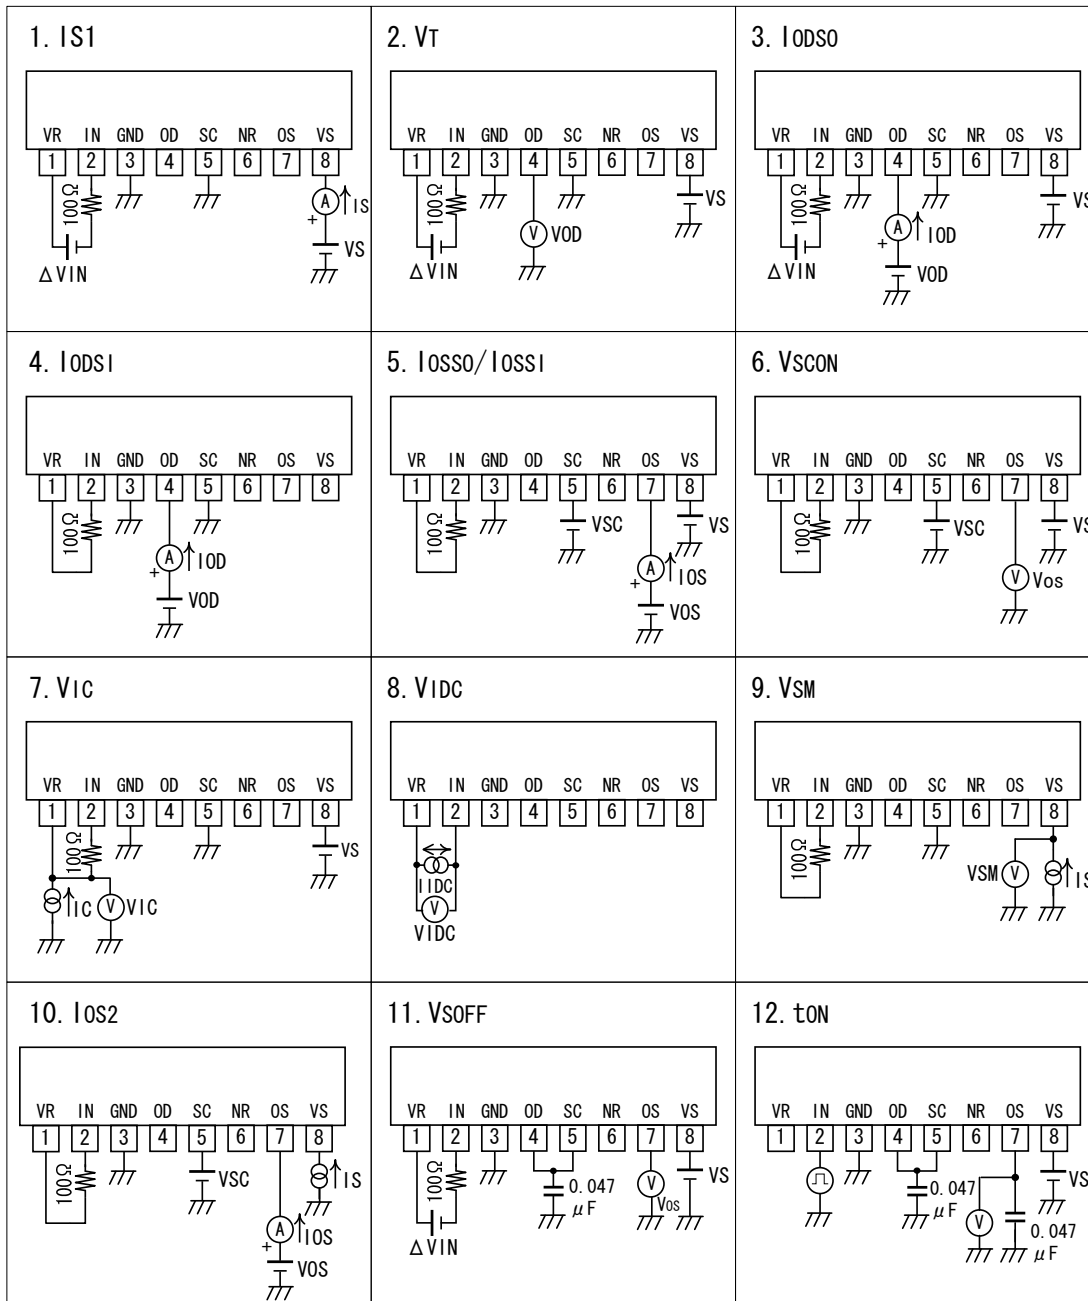 1. IS1
VR IN GND OD SC NR OS VS
1 2 3 4 5 6 7 8
100Ω
A
+
IS
VS
ΔVIN
2. VT
VR IN GND OD SC NR OS VS
1 2 3 4 5 6 7 8
100Ω
VS
V VOD
ΔVIN
3. IODSO
VR IN GND OD SC NR OS VS
1 2 3 4 5 6 7 8
100Ω
VS
A
+
IOD
ΔVIN
VOD
4. IODSI
VR IN GND OD SC NR OS VS
1 2 3 4 5 6 7 8
100Ω
A
+
IOD
VOD
5. IOSSO/IOSSI
VR IN GND OD SC NR OS VS
1 2 3 4 5 6 7 8
100Ω
VSC
VS
A
+
IOS
VOS
6. VSCON
VR IN GND OD SC NR OS VS
1 2 3 4 5 6 7 8
100Ω
VSC
VS
V Vos
7. VIC
VR IN GND OD SC NR OS VS
1 2 3 4 5 6 7 8
100Ω
VS
IC
V VIC
8. VIDC
VR IN GND OD SC NR OS VS
1 2 3 4 5 6 7 8
IIDC
V
VIDC
9. VSM
VR IN GND OD SC NR OS VS
1 2 3 4 5 6 7 8
100Ω
VSM V
IS
10. IOS2
VR IN GND OD SC NR OS VS
1 2 3 4 5 6 7 8
100Ω
VSC
IS
A
+
IOS
VOS
11. VSOFF
VR IN GND OD SC NR OS VS
1 2 3 4 5 6 7 8
100Ω
0.047
μF
V
Vos
VS
ΔVIN
12. tON
VR IN GND OD SC NR OS VS
1 2 3 4 5 6 7 8
0.047
μF
VS
V
0.047
μF